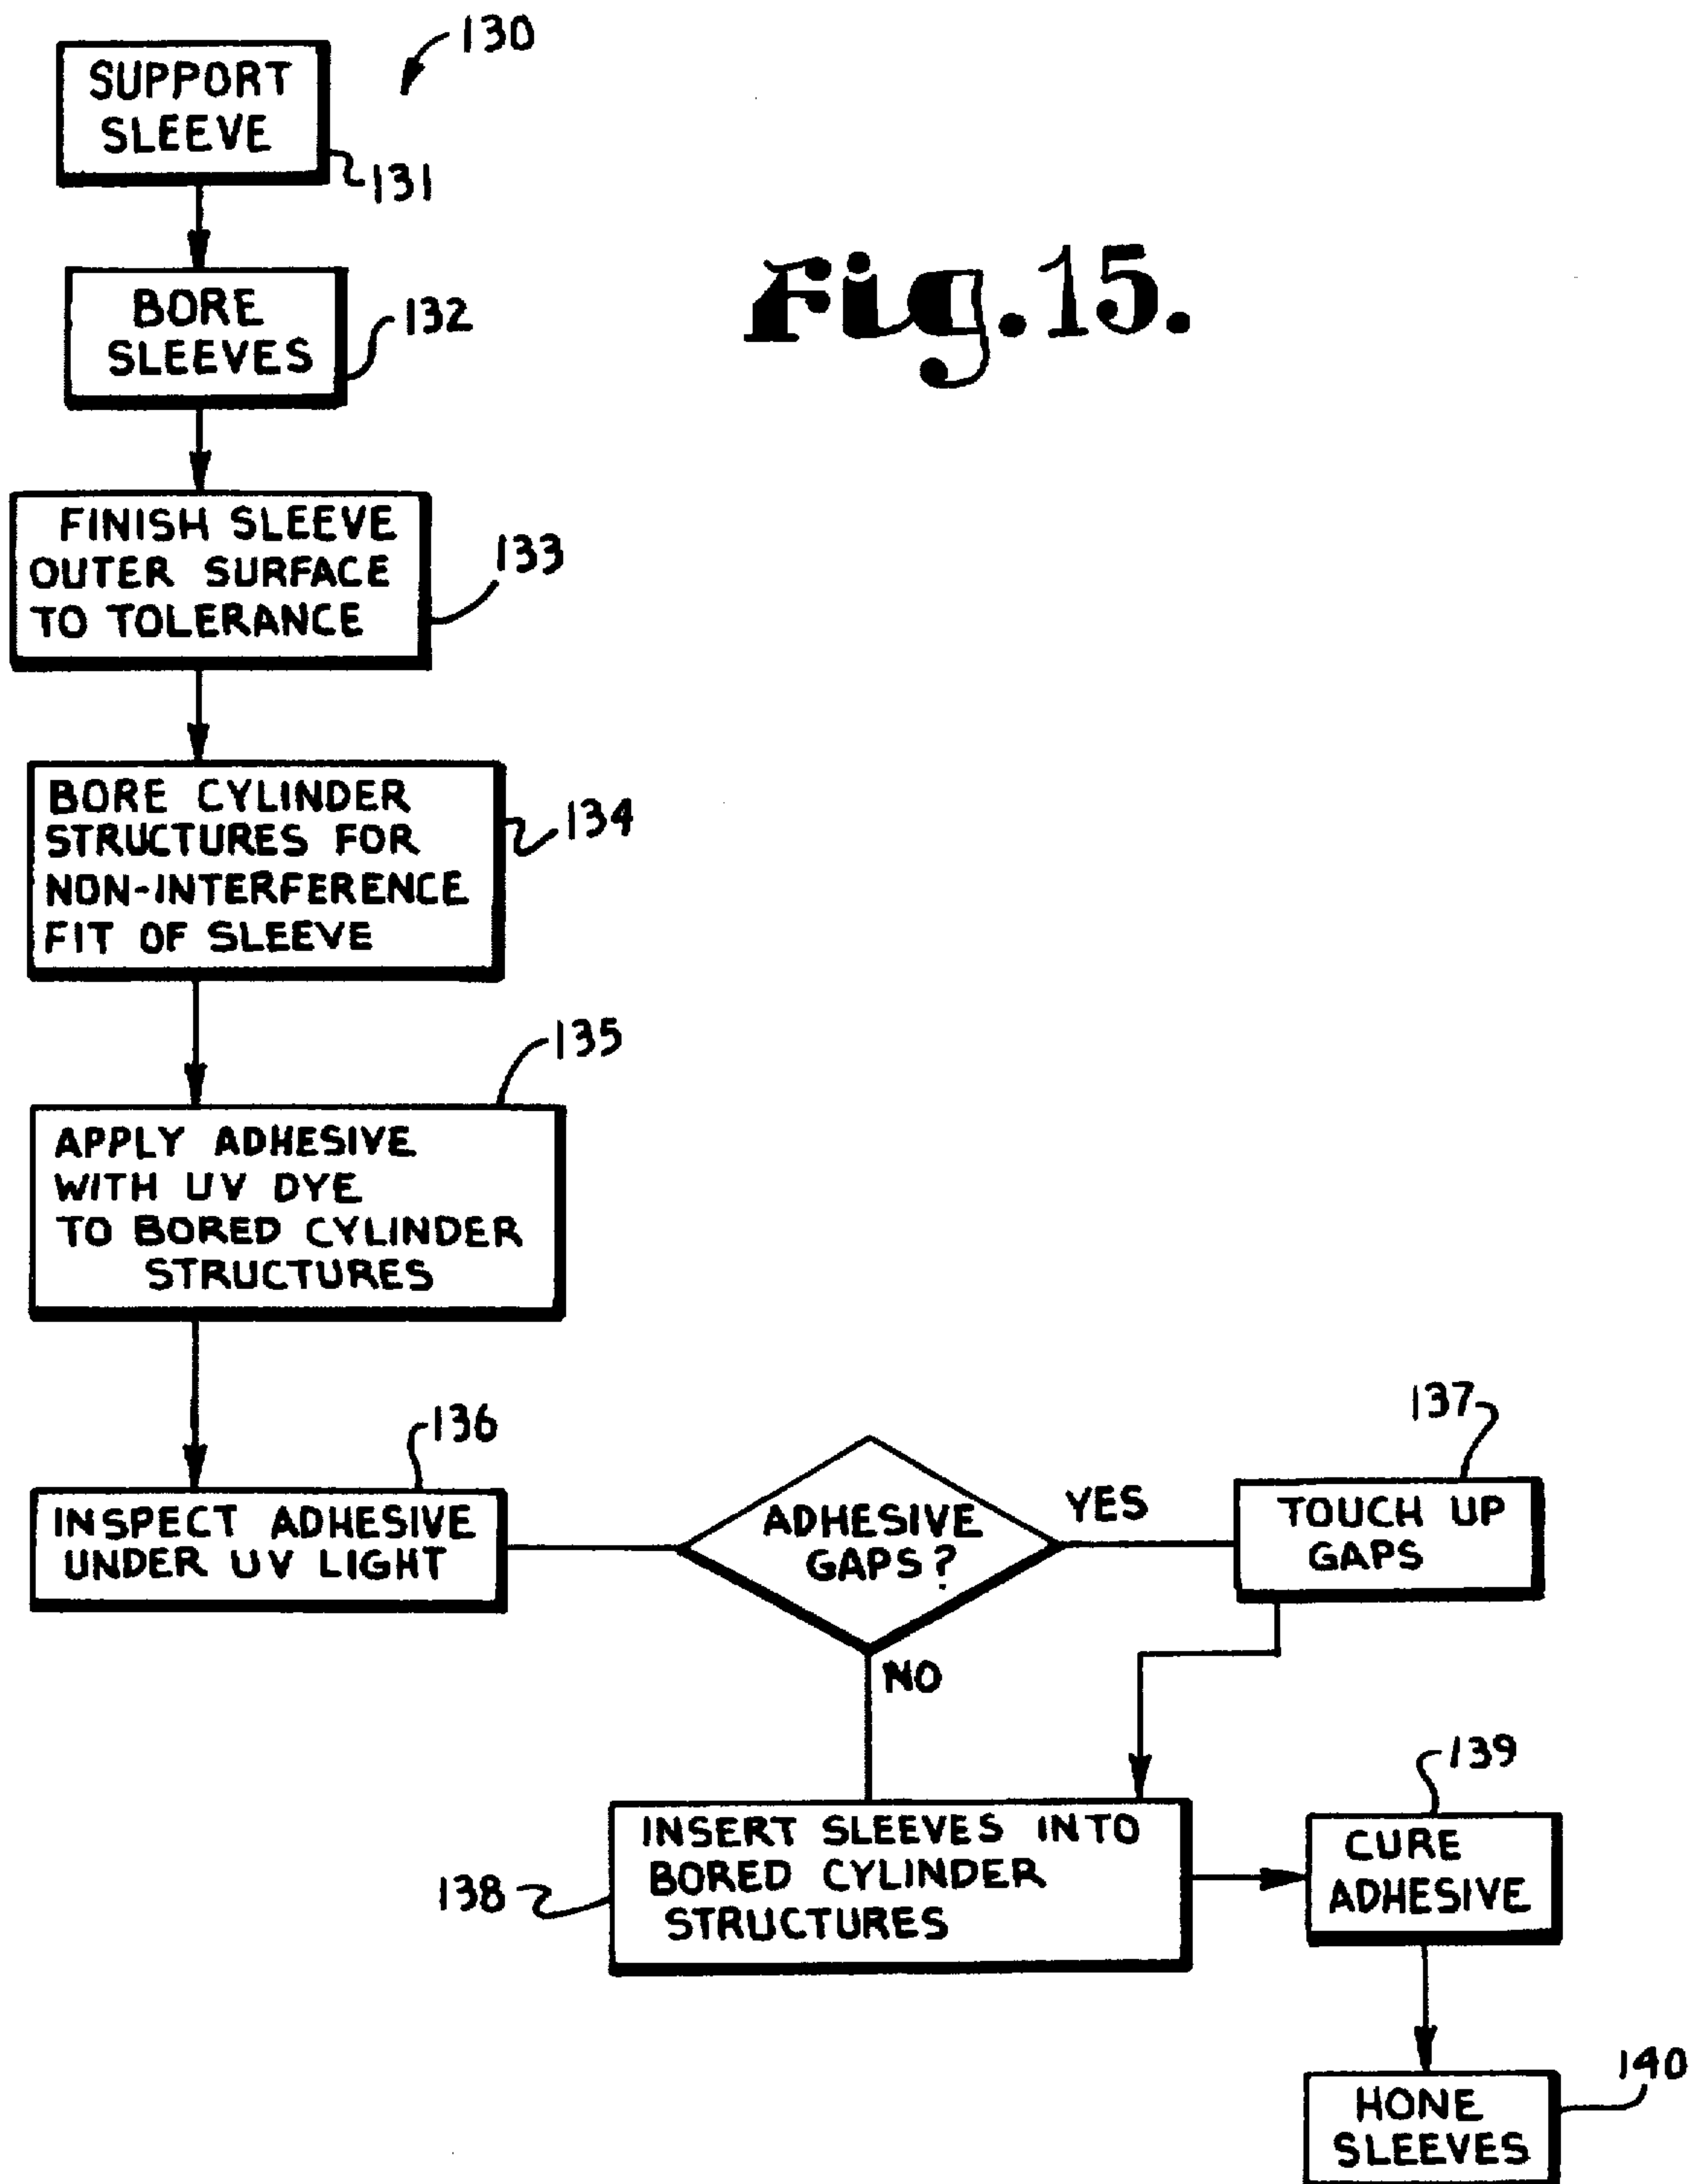 130
SUPPORT
SLEEVE
131
BORE
SLEEVES
132
Fig.15.
FINISH SLEEVE
OUTER SURFACE
TO TOLERANCE
133
BORE CYLINDER
STRUCTURES FOR
NON-INTERFERENCE
FIT OF SLEEVE
134
135
APPLY ADHESIVE
WITH UV DYE
TO BORED CYLINDER
STRUCTURES
136
INSPECT ADHESIVE
UNDER UV LIGHT
ADHESIVE
GAPS?
YES
137
TOUCH UP
GAPS
NO
138
INSERT SLEEVES INTO
BORED CYLINDER
STRUCTURES
139
CURE
ADHESIVE
140
HONE
SLEEVES